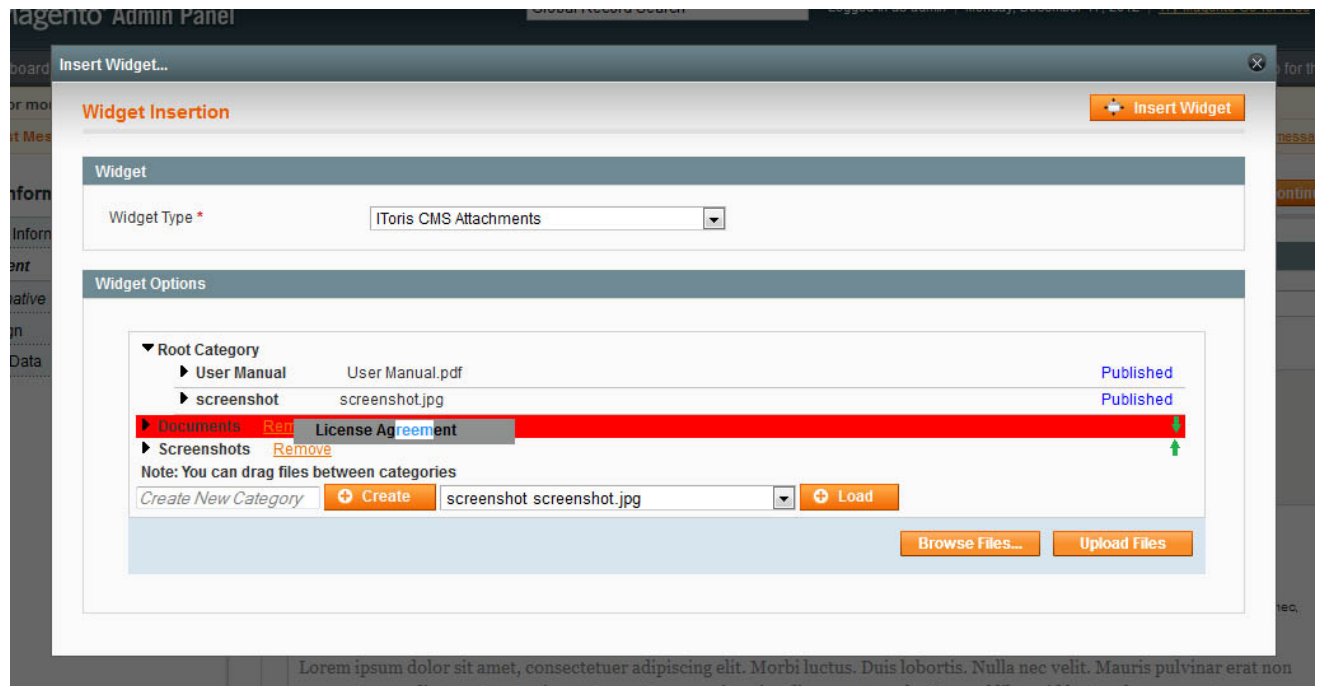 Admin Panel
Global Record Search
Insert Widget...
Widget Insertion
Insert Widget
Widget
Widget Type *
IToris CMS Attachments
Widget Options
Root Category
User Manual User Manual.pdf Published
screenshot screenshot.jpg Published
Documents
License Agreement
Screenshots Remove
Note: You can drag files between categories
Create New Category Create screenshot screenshot.jpg Load
Browse Files... Upload Files
Lorem ipsum dolor sit amet, consectetuer adipiscing elit. Morbi luctus. Duis lobortis. Nulla nec velit. Mauris pulvinar erat non